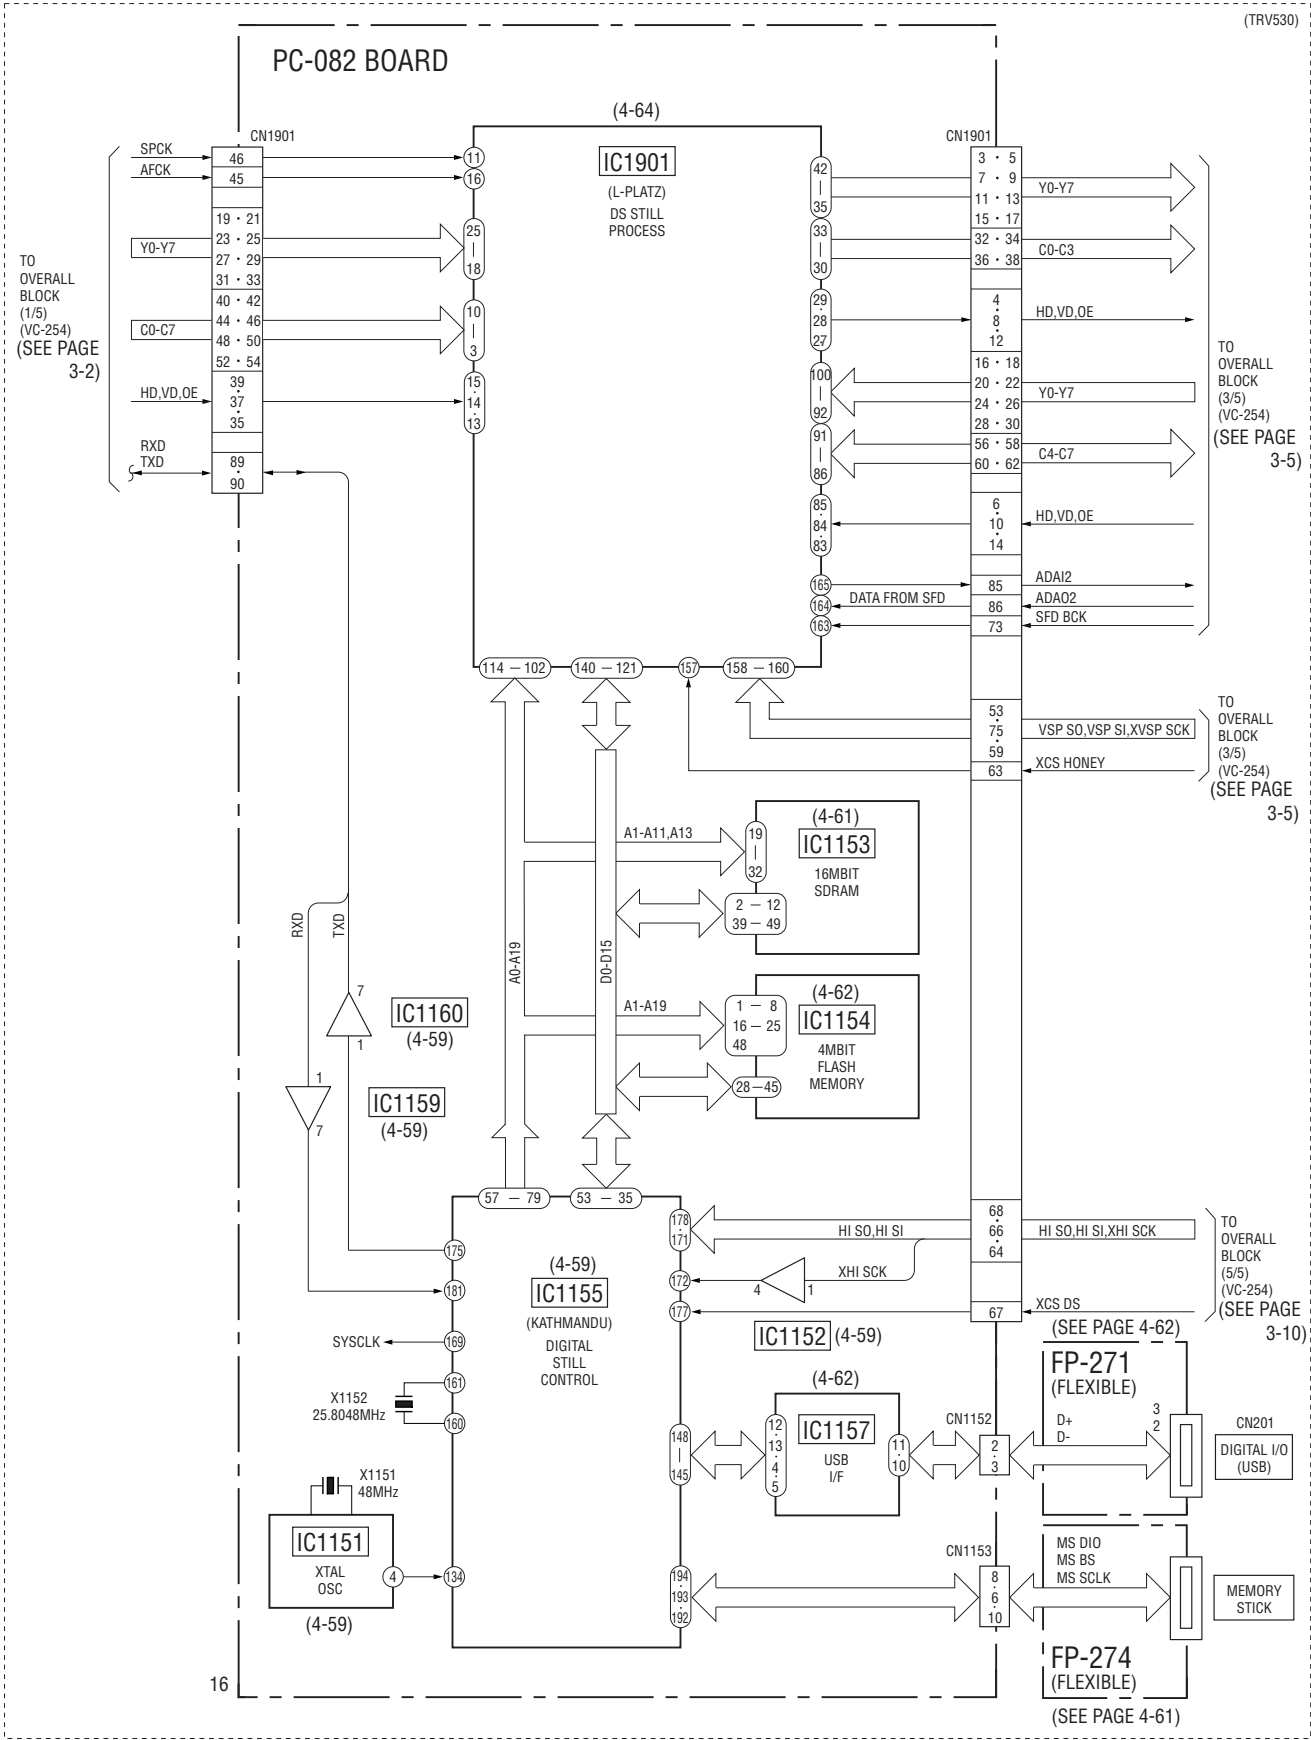 (TRV530)
PC-082 BOARD
(4-64)
CN1901
CN1901
SPCK
46
11
AFCK
45
16
IC1901
(L-PLATZ)
DS STILL
PROCESS
19 • 21
23 • 25
27 • 29
31 • 33
Y0-Y7
25
—
18
40 • 42
44 • 46
48 • 50
52 • 54
C0-C7
10
—
3
39
•
37
•
35
HD,VD,OE
15
·
14
·
13
RXD
TXD
89
•
90
TO
OVERALL
BLOCK
(1/5)
(VC-254)
(SEE PAGE
3-2)
42
—
35
3 • 5
7 • 9
11 • 13
15 • 17
Y0-Y7
33
—
30
32 • 34
36 • 38
C0-C3
29
·
28
·
27
4
•
8
•
12
HD,VD,OE
100
—
92
16 • 18
20 • 22
24 • 26
28 • 30
Y0-Y7
91
—
86
56 • 58
60 • 62
C4-C7
85
·
84
·
83
6
•
10
•
14
HD,VD,OE
165
85
ADAI2
164
DATA FROM SFD
86
ADAO2
163
73
SFD BCK
TO
OVERALL
BLOCK
(3/5)
(VC-254)
(SEE PAGE
3-5)
114 — 102
140 — 121
157
158 — 160
53
•
75
•
59
VSP SO,VSP SI,XVSP SCK
63
XCS HONEY
TO
OVERALL
BLOCK
(3/5)
(VC-254)
(SEE PAGE
3-5)
A1-A11,A13
19
—
32
(4-61)
IC1153
16MBIT
SDRAM
2 — 12
39 — 49
RXD
TXD
A0-A19
D0-D15
A1-A19
1 — 8
16 — 25
48
(4-62)
IC1154
4MBIT
FLASH
MEMORY
28—45
7
1
IC1160
(4-59)
1
7
IC1159
(4-59)
57 — 79
53 — 35
175
181
SYSCLK
169
161
160
X1152
25.8048MHz
(4-59)
IC1155
(KATHMANDU)
DIGITAL
STILL
CONTROL
178
·
171
HI SO,HI SI
68
•
66
•
64
HI SO,HI SI,XHI SCK
172
4
1
XHI SCK
177
67
XCS DS
IC1152 (4-59)
TO
OVERALL
BLOCK
(5/5)
(VC-254)
(SEE PAGE
3-10)
(SEE PAGE 4-62)
FP-271
(FLEXIBLE)
(4-62)
148
—
145
12
·
13
·
4
·
5
IC1157
USB
I/F
11
·
10
CN1152
2
•
3
D+
D-
3
2
CN201
DIGITAL I/O
(USB)
X1151
48MHz
IC1151
XTAL
OSC
4
134
(4-59)
194
·
193
·
192
CN1153
8
•
6
•
10
MS DIO
MS BS
MS SCLK
MEMORY
STICK
FP-274
(FLEXIBLE)
(SEE PAGE 4-61)
16